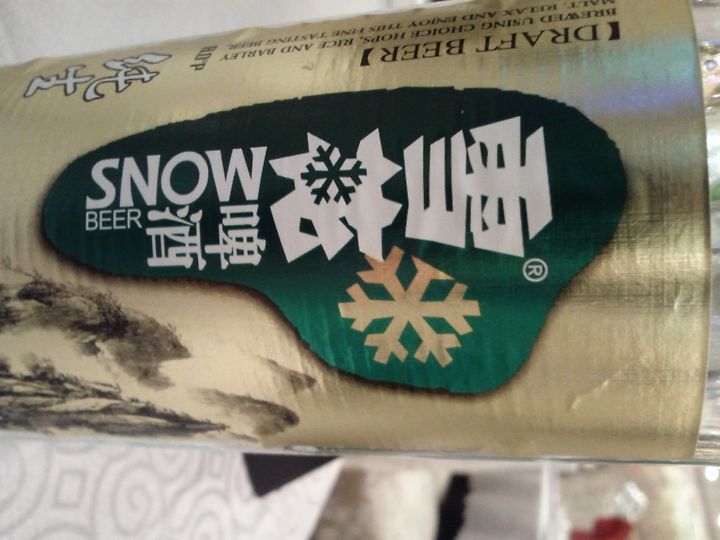 雪花®
啤酒
SNOW
BEER
【DRAFT BEER】
BREWED USING CHOICE HOPS, RICE AND BARLEY
MALT. RELAX AND ENJOY THIS FINE TASTING BEER.
纯生